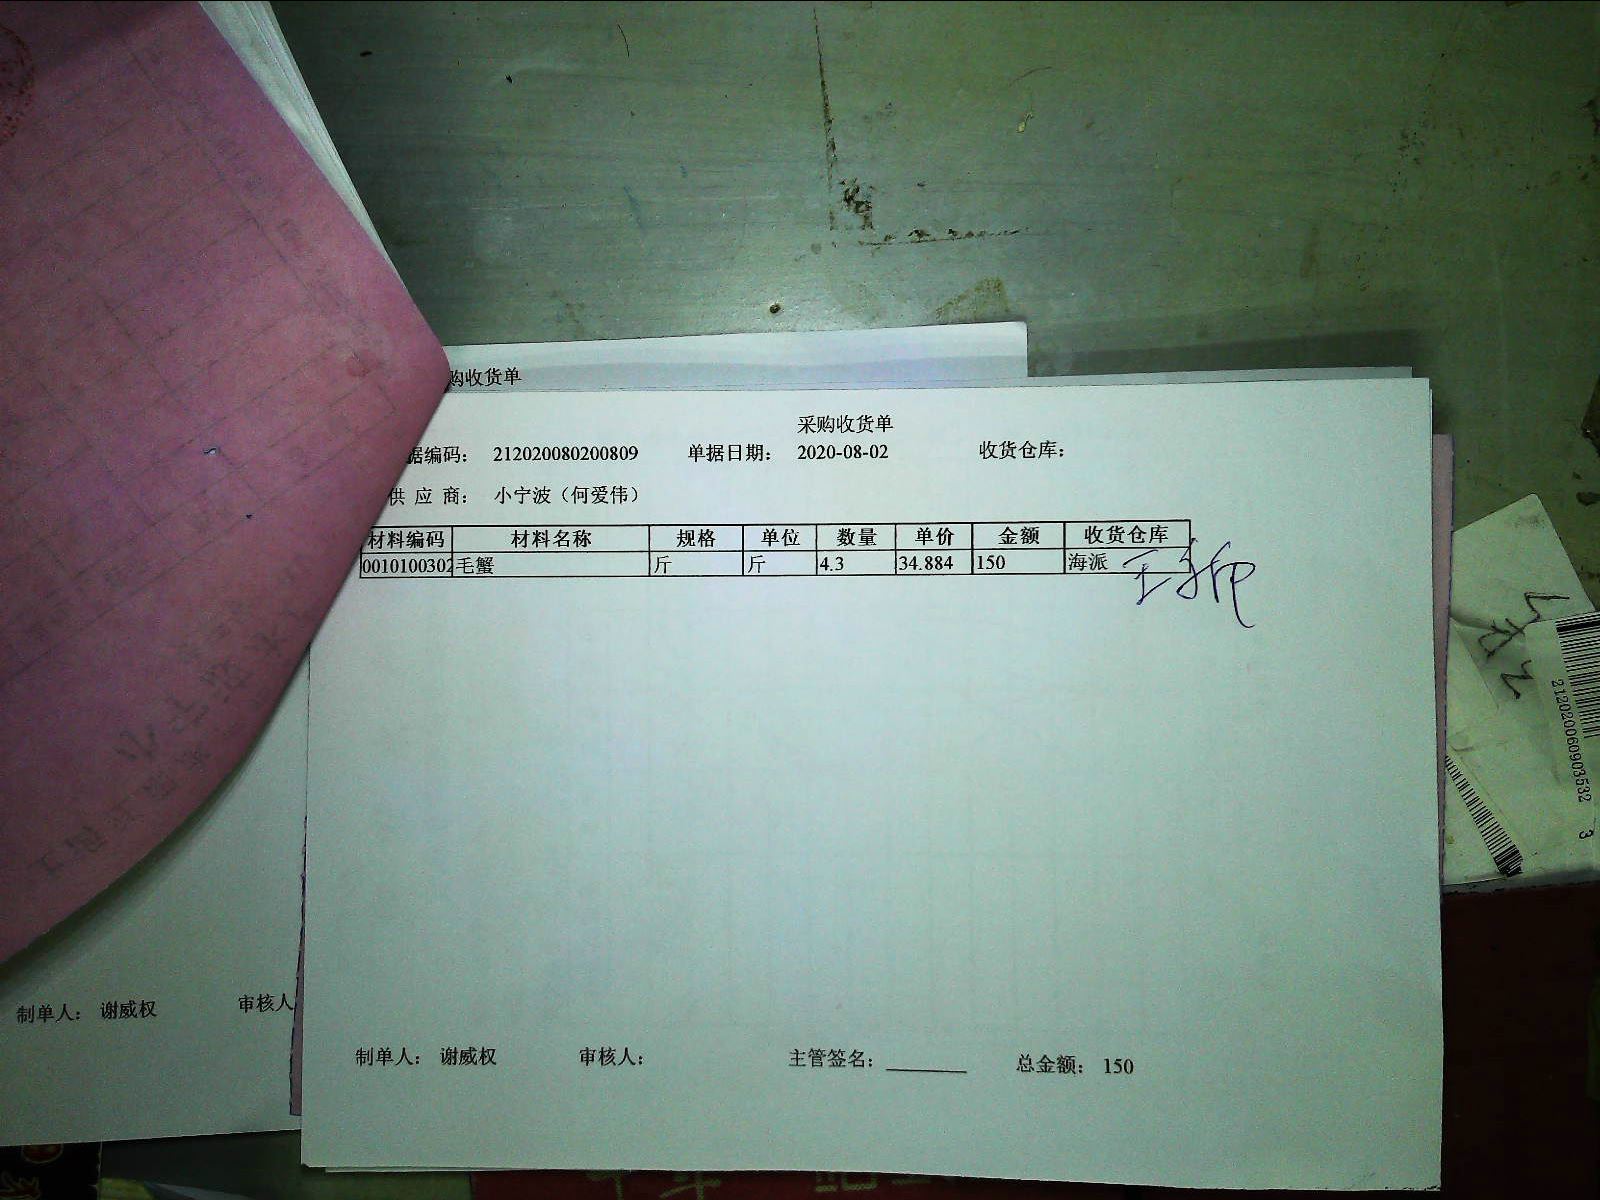 购收货单
采购收货单
据编码： 212020080200809 单据日期： 2020-08-02 收货仓库：
供 应 商： 小宁波（何爱伟）
材料编码 材料名称 规格 单位 数量 单价 金额 收货仓库
0010100302 毛蟹 斤 斤 4.3 34.884 150 海派
制单人： 谢威权 审核人： 主管签名： 总金额： 150
制单人： 谢威权 审核人
212020060903532 3